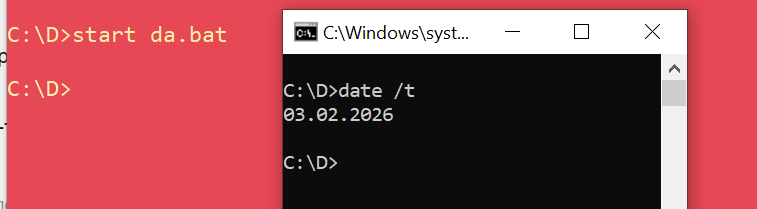 C:\D>start da.bat
C:\D>
C:\Windows\syst...
C:\D>date /t
03.02.2026
C:\D>